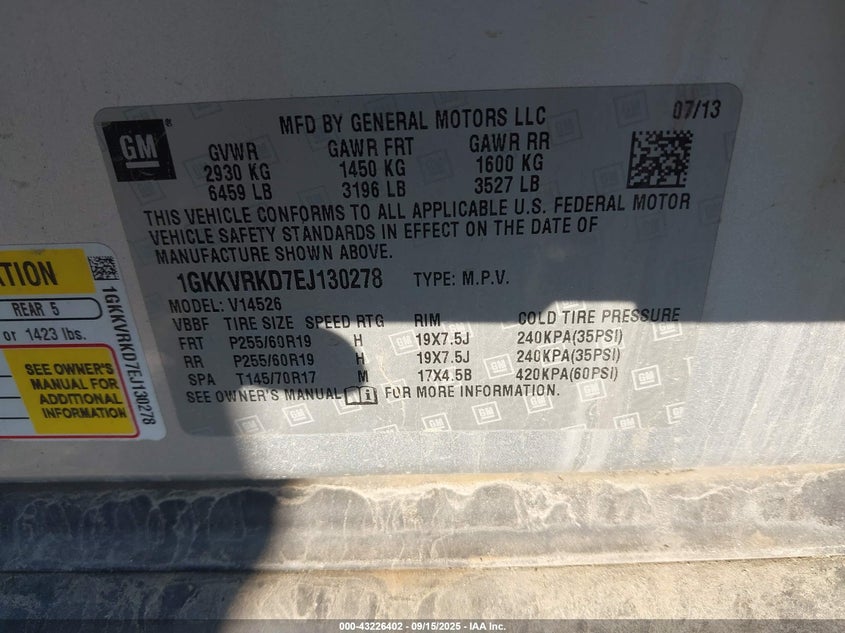 MFD BY GENERAL MOTORS LLC
07/13
GM
GVWR GAWR FRT GAWR RR
2930 KG 1450 KG 1600 KG
6459 LB 3196 LB 3527 LB
THIS VEHICLE CONFORMS TO ALL APPLICABLE U.S. FEDERAL MOTOR
VEHICLE SAFETY STANDARDS IN EFFECT ON THE DATE OF
MANUFACTURE SHOWN ABOVE.
1GKKVRKD7EJ130278 TYPE: M.P.V.
MODEL: V14526
VBBF TIRE SIZE SPEED RTG RIM COLD TIRE PRESSURE
FRT P255/60R19 H 19X7.5J 240KPA(35PSI)
RR P255/60R19 H 19X7.5J 240KPA(35PSI)
SPA T145/70R17 M 17X4.5B 420KPA(60PSI)
SEE OWNER'S MANUAL FOR MORE INFORMATION.
ATION
REAR 5
or 1423 lbs.
SEE OWNER'S
MANUAL FOR
ADDITIONAL
INFORMATION
1GKKVRKD7EJ130278
000-43226402 - 09/15/2025 - IAA Inc.